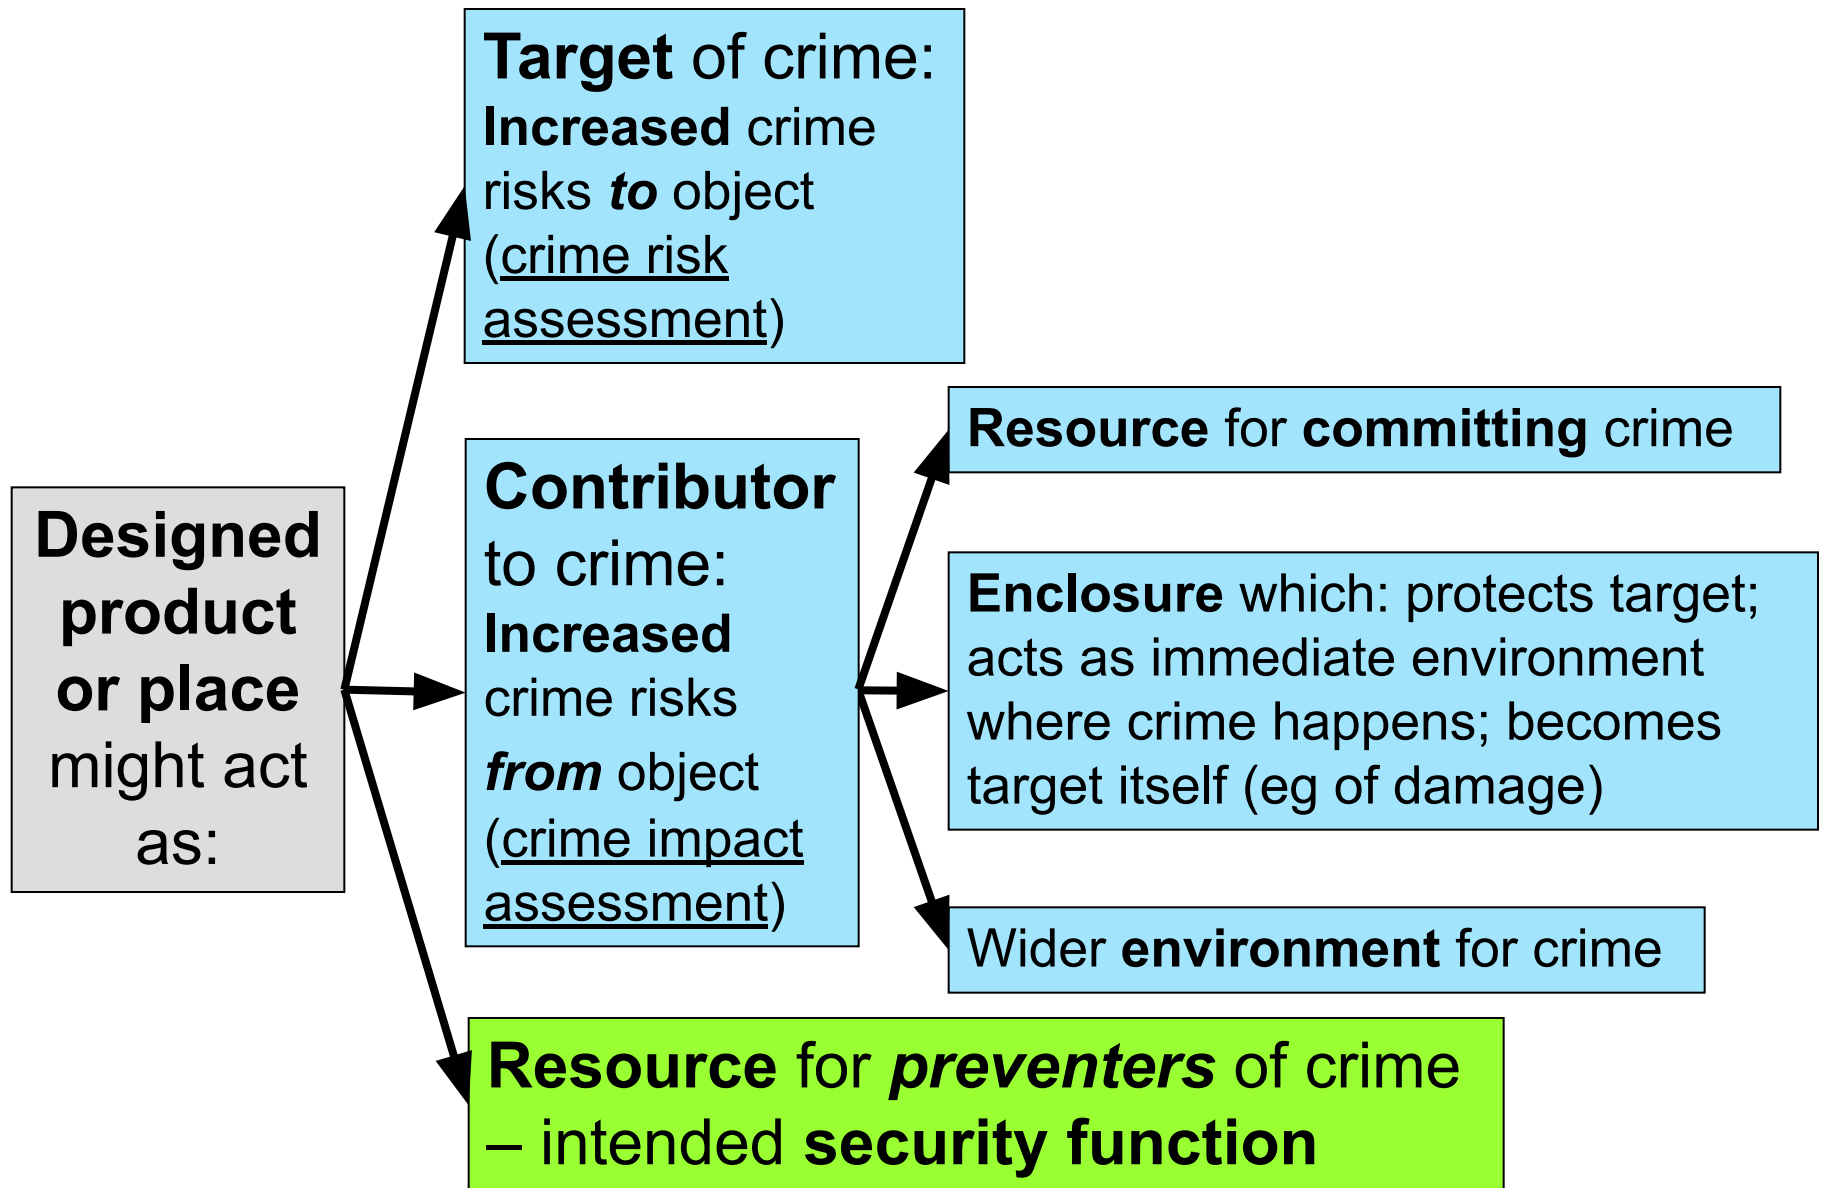 Designed
product
or place
might act
as:
Target of crime:
Increased crime
risks to object
(crime risk
assessment)
Contributor
to crime:
Increased
crime risks
from object
(crime impact
assessment)
Resource for committing crime
Enclosure which: protects target;
acts as immediate environment
where crime happens; becomes
target itself (eg of damage)
Wider environment for crime
Resource for preventers of crime
– intended security function